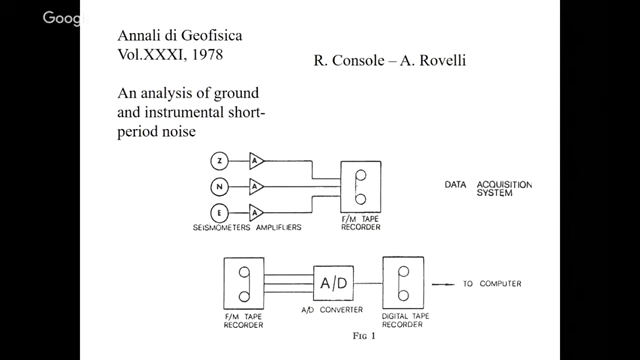 Google
Annali di Geofisica
Vol.XXXI, 1978
R. Console – A. Rovelli
An analysis of ground
and instrumental short-
period noise
Z A
N A
E A
SEISMOMETERS AMPLIFIERS
F/M TAPE
RECORDER
DATA ACQUISITION
SYSTEM
A/D
TO COMPUTER
F/M TAPE
RECORDER
A/D CONVERTER
DIGITAL TAPE
RECORDER
FIG 1